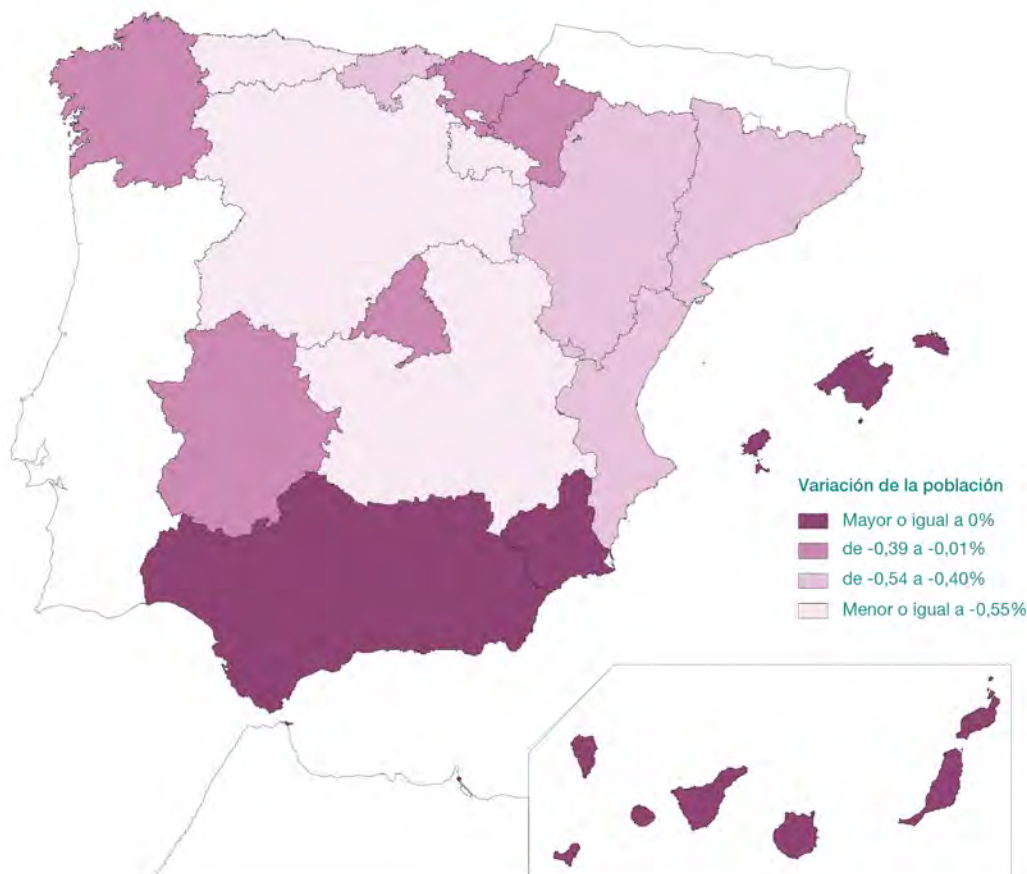 Variación de la población
Mayor o igual a 0%
de -0,39 a -0,01%
de -0,54 a -0,40%
Menor o igual a -0,55%